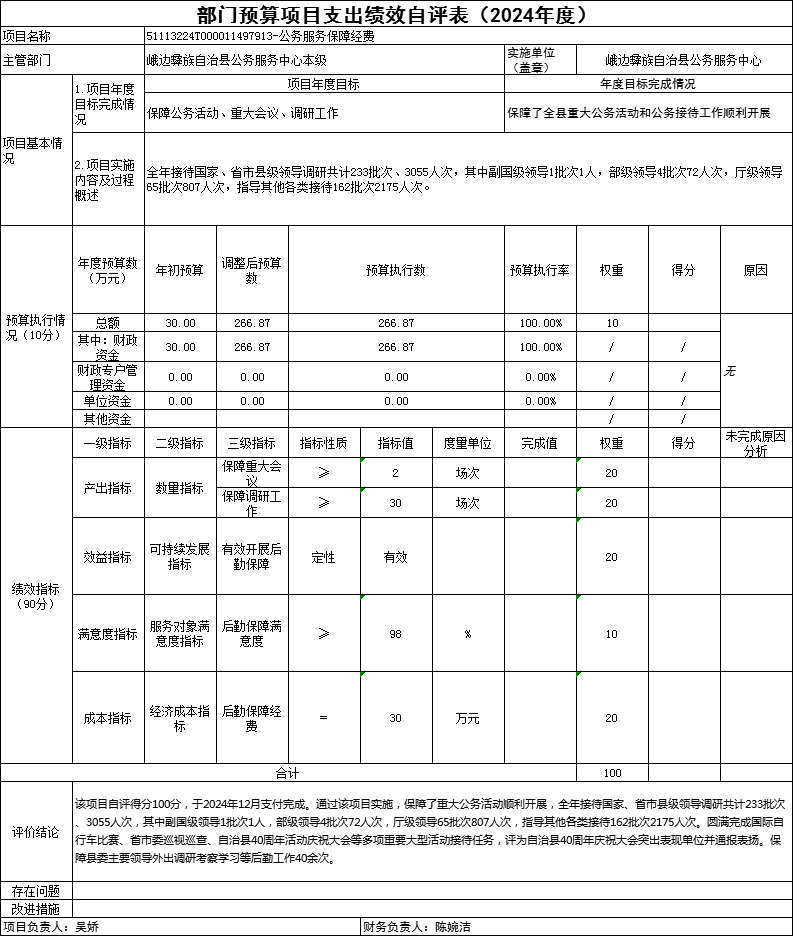 部门预算项目支出绩效自评表（2024年度）
项目名称 51113224T000011497913-公务服务保障经费
主管部门 峨边彝族自治县公务服务中心本级 实施单位（盖章） 峨边彝族自治县公务服务中心
项目基本情况
1.项目年度目标完成情况
项目年度目标 年度目标完成情况
保障公务活动、重大会议、调研工作 保障了全县重大公务活动和公务接待工作顺利开展
2.项目实施内容及过程概述
全年接待国家、省市县级领导调研共计233批次、3055人次，其中副国级领导1批次1人，部级领导4批次72人次，厅级领导
65批次807人次，指导其他各类接待162批次2175人次。
预算执行情况（10分）
年度预算数（万元） 年初预算 调整后预算数 预算执行数 预算执行率 权重 得分 原因
总额 30.00 266.87 266.87 100.00% 10
其中：财政资金 30.00 266.87 266.87 100.00% / /
无
财政专户管理资金 0.00 0.00 0.00 0.00% / /
单位资金 0.00 0.00 0.00 0.00% / /
其他资金 / /
绩效指标（90分）
一级指标 二级指标 三级指标 指标性质 指标值 度量单位 完成值 权重 得分 未完成原因分析
产出指标 数量指标 保障重大会议 ≥ 2 场次 20
保障调研工作 ≥ 30 场次 20
效益指标 可持续发展指标 有效开展后勤保障 定性 有效 20
满意度指标 服务对象满意度指标 后勤保障满意度 ≥ 98 % 10
成本指标 经济成本指标 后勤保障经费 = 30 万元 20
合计 100
评价结论
该项目自评得分100分，于2024年12月支付完成。通过该项目实施，保障了重大公务活动顺利开展，全年接待国家、省市县级领导调研共计233批次
、3055人次，其中副国级领导1批次1人，部级领导4批次72人次，厅级领导65批次807人次，指导其他各类接待162批次2175人次。圆满完成国际自
行车比赛、省市委巡视巡查、自治县40周年活动庆祝大会等多项重要大型活动接待任务，评为自治县40周年庆祝大会突出表现单位并通报表扬。保
障县委主要领导外出调研考察学习等后勤工作40余次。
存在问题
改进措施
项目负责人：吴娇 财务负责人：陈婉洁